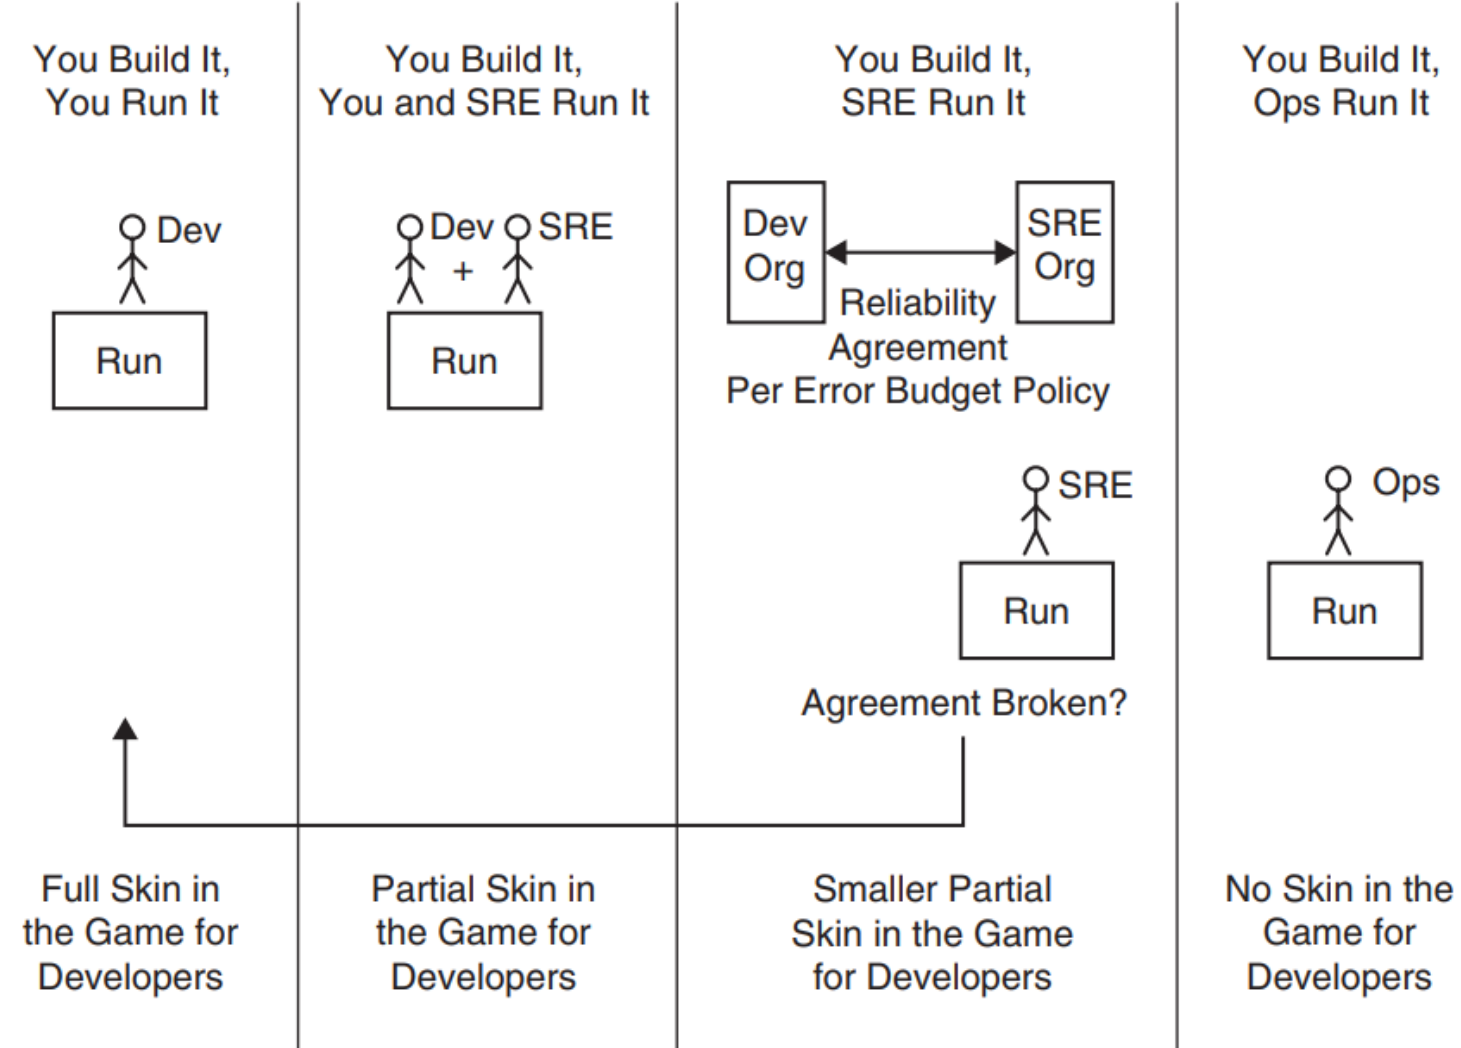 You Build It,
You Run It
Dev
Run
Full Skin in
the Game for
Developers
You Build It,
You and SRE Run It
Dev
+
SRE
Run
Partial Skin in
the Game for
Developers
You Build It,
SRE Run It
Dev
Org
SRE
Org
Reliability
Agreement
Per Error Budget Policy
SRE
Run
Agreement Broken?
Smaller Partial
Skin in the Game
for Developers
You Build It,
Ops Run It
Ops
Run
No Skin in the
Game for
Developers